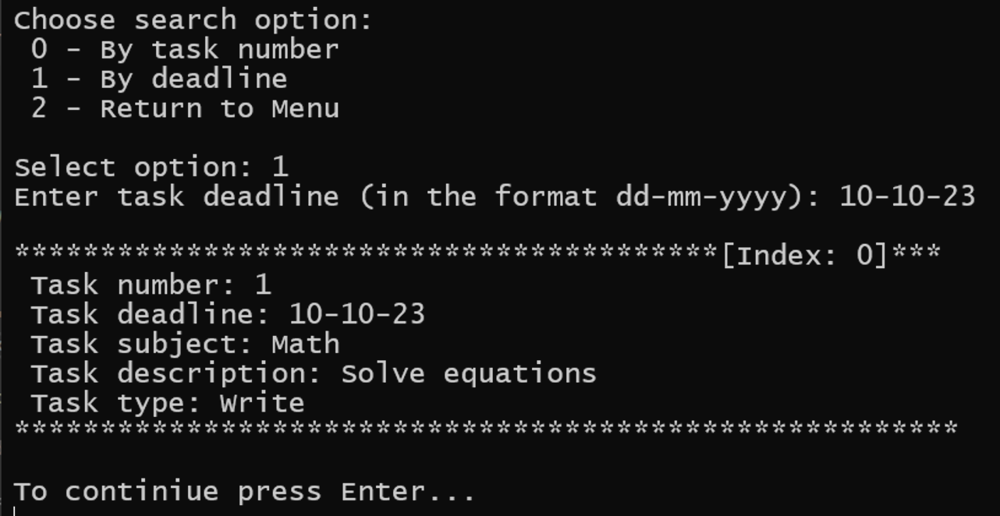 Choose search option:
0 - By task number
1 - By deadline
2 - Return to Menu
Select option: 1
Enter task deadline (in the format dd-mm-yyyy): 10-10-23
*****************************************[Index: 0]***
Task number: 1
Task deadline: 10-10-23
Task subject: Math
Task description: Solve equations
Task type: Write
*******************************************************
To continiue press Enter...